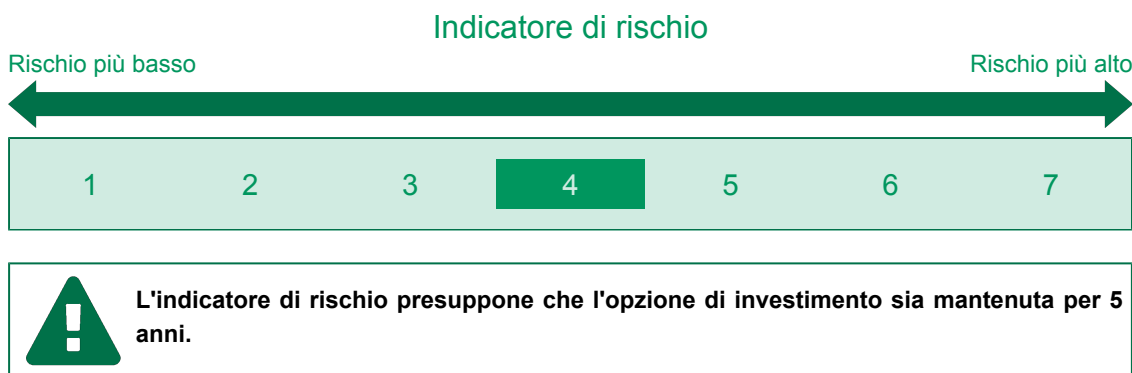 Indicatore di rischio
Rischio più basso Rischio più alto
1 2 3 4 5 6 7
L'indicatore di rischio presuppone che l'opzione di investimento sia mantenuta per 5
anni.